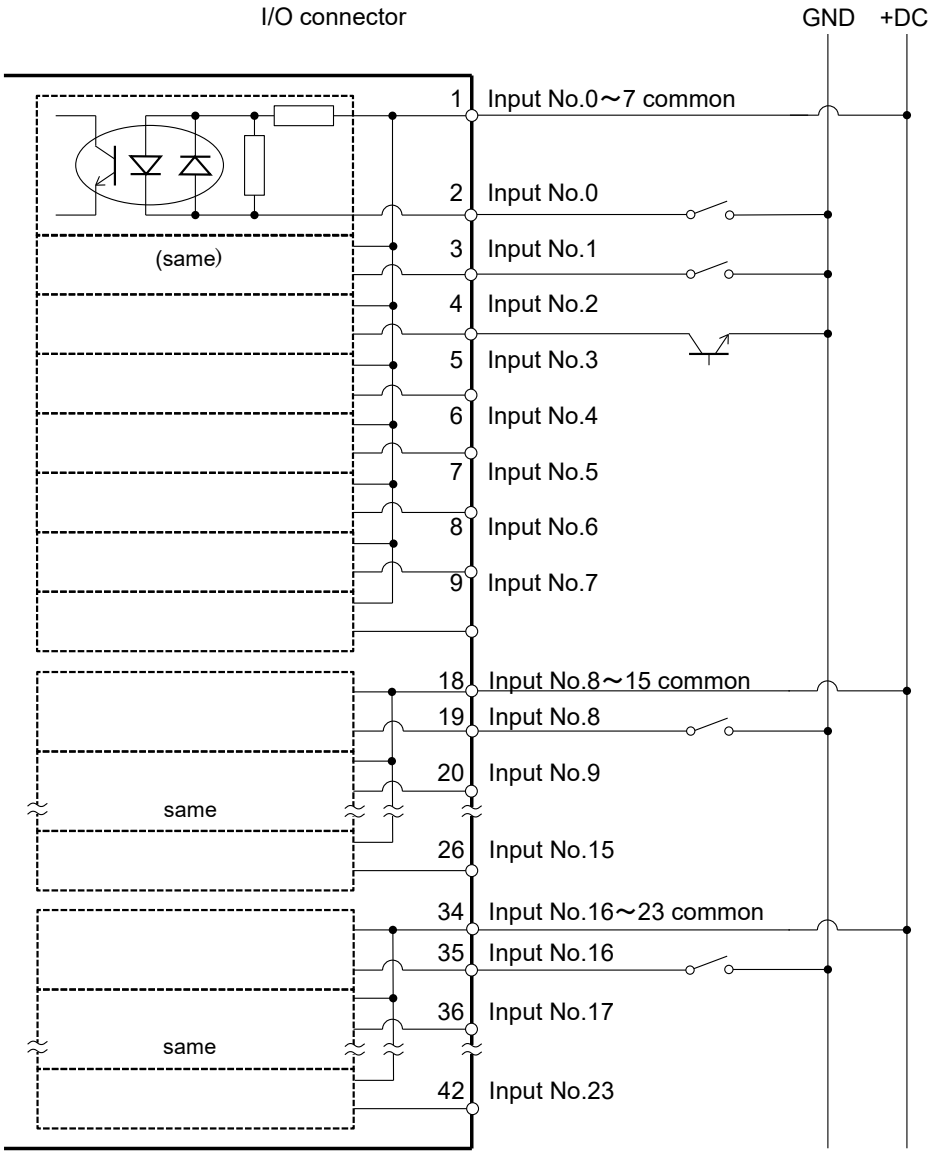 I/O connector GND +DC
1 Input No.0～7 common
2 Input No.0
3 Input No.1
(same)
4 Input No.2
5 Input No.3
6 Input No.4
7 Input No.5
8 Input No.6
9 Input No.7
18 Input No.8～15 common
19 Input No.8
20 Input No.9
same
26 Input No.15
34 Input No.16～23 common
35 Input No.16
36 Input No.17
same
42 Input No.23